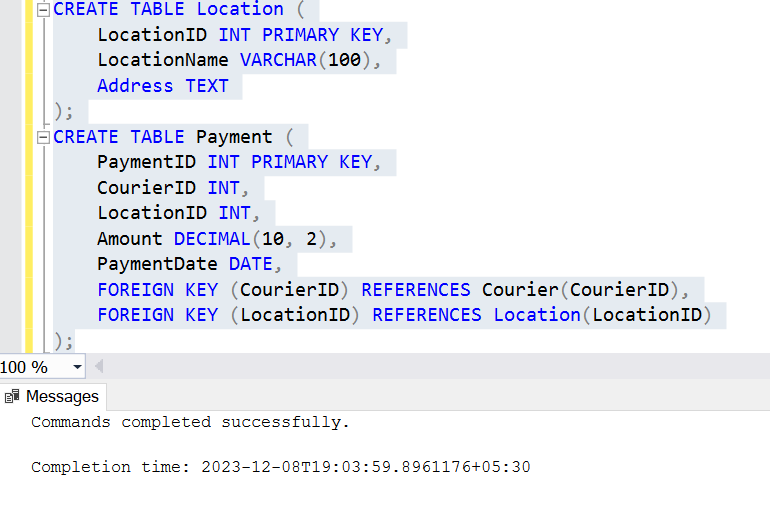 CREATE TABLE Location (
LocationID INT PRIMARY KEY,
LocationName VARCHAR(100),
Address TEXT
);
CREATE TABLE Payment (
PaymentID INT PRIMARY KEY,
CourierID INT,
LocationID INT,
Amount DECIMAL(10, 2),
PaymentDate DATE,
FOREIGN KEY (CourierID) REFERENCES Courier(CourierID),
FOREIGN KEY (LocationID) REFERENCES Location(LocationID)
);
100 %
Messages
Commands completed successfully.
Completion time: 2023-12-08T19:03:59.8961176+05:30